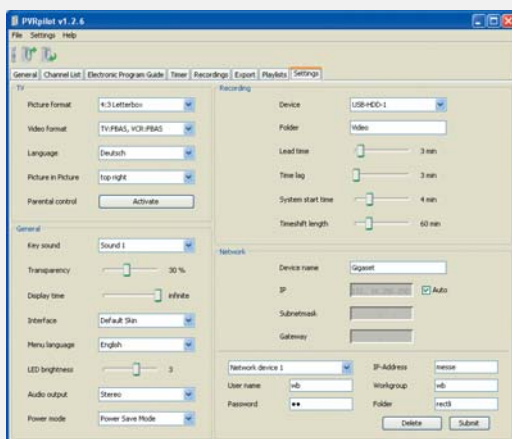 PVRpilot v1.2.6
File Settings Help
General Channel List Electronic Program Guide Timer Recordings Export Playlists Settings
TV
Picture format 4:3 Letterbox
Video format TV:FBAS, VCR:FBAS
Language Deutsch
Picture in Picture top right
Parental control Activate
General
Key sound Sound 1
Transparency 30 %
Display time infinite
Interface Default Skin
Menu language English
LED brightness 3
Audio output Stereo
Power mode Power Save Mode
Recording
Device USB-HDD-1
Folder Video
Lead time 3 min
Time lag 3 min
System start time 4 min
Timeshift length 60 min
Network
Device name Gigaset
IP Auto
Subnetmask
Gateway
Network device 1 IP-Address messe
User name wb Workgroup wb
Password •• Folder rect8
Delete Submit